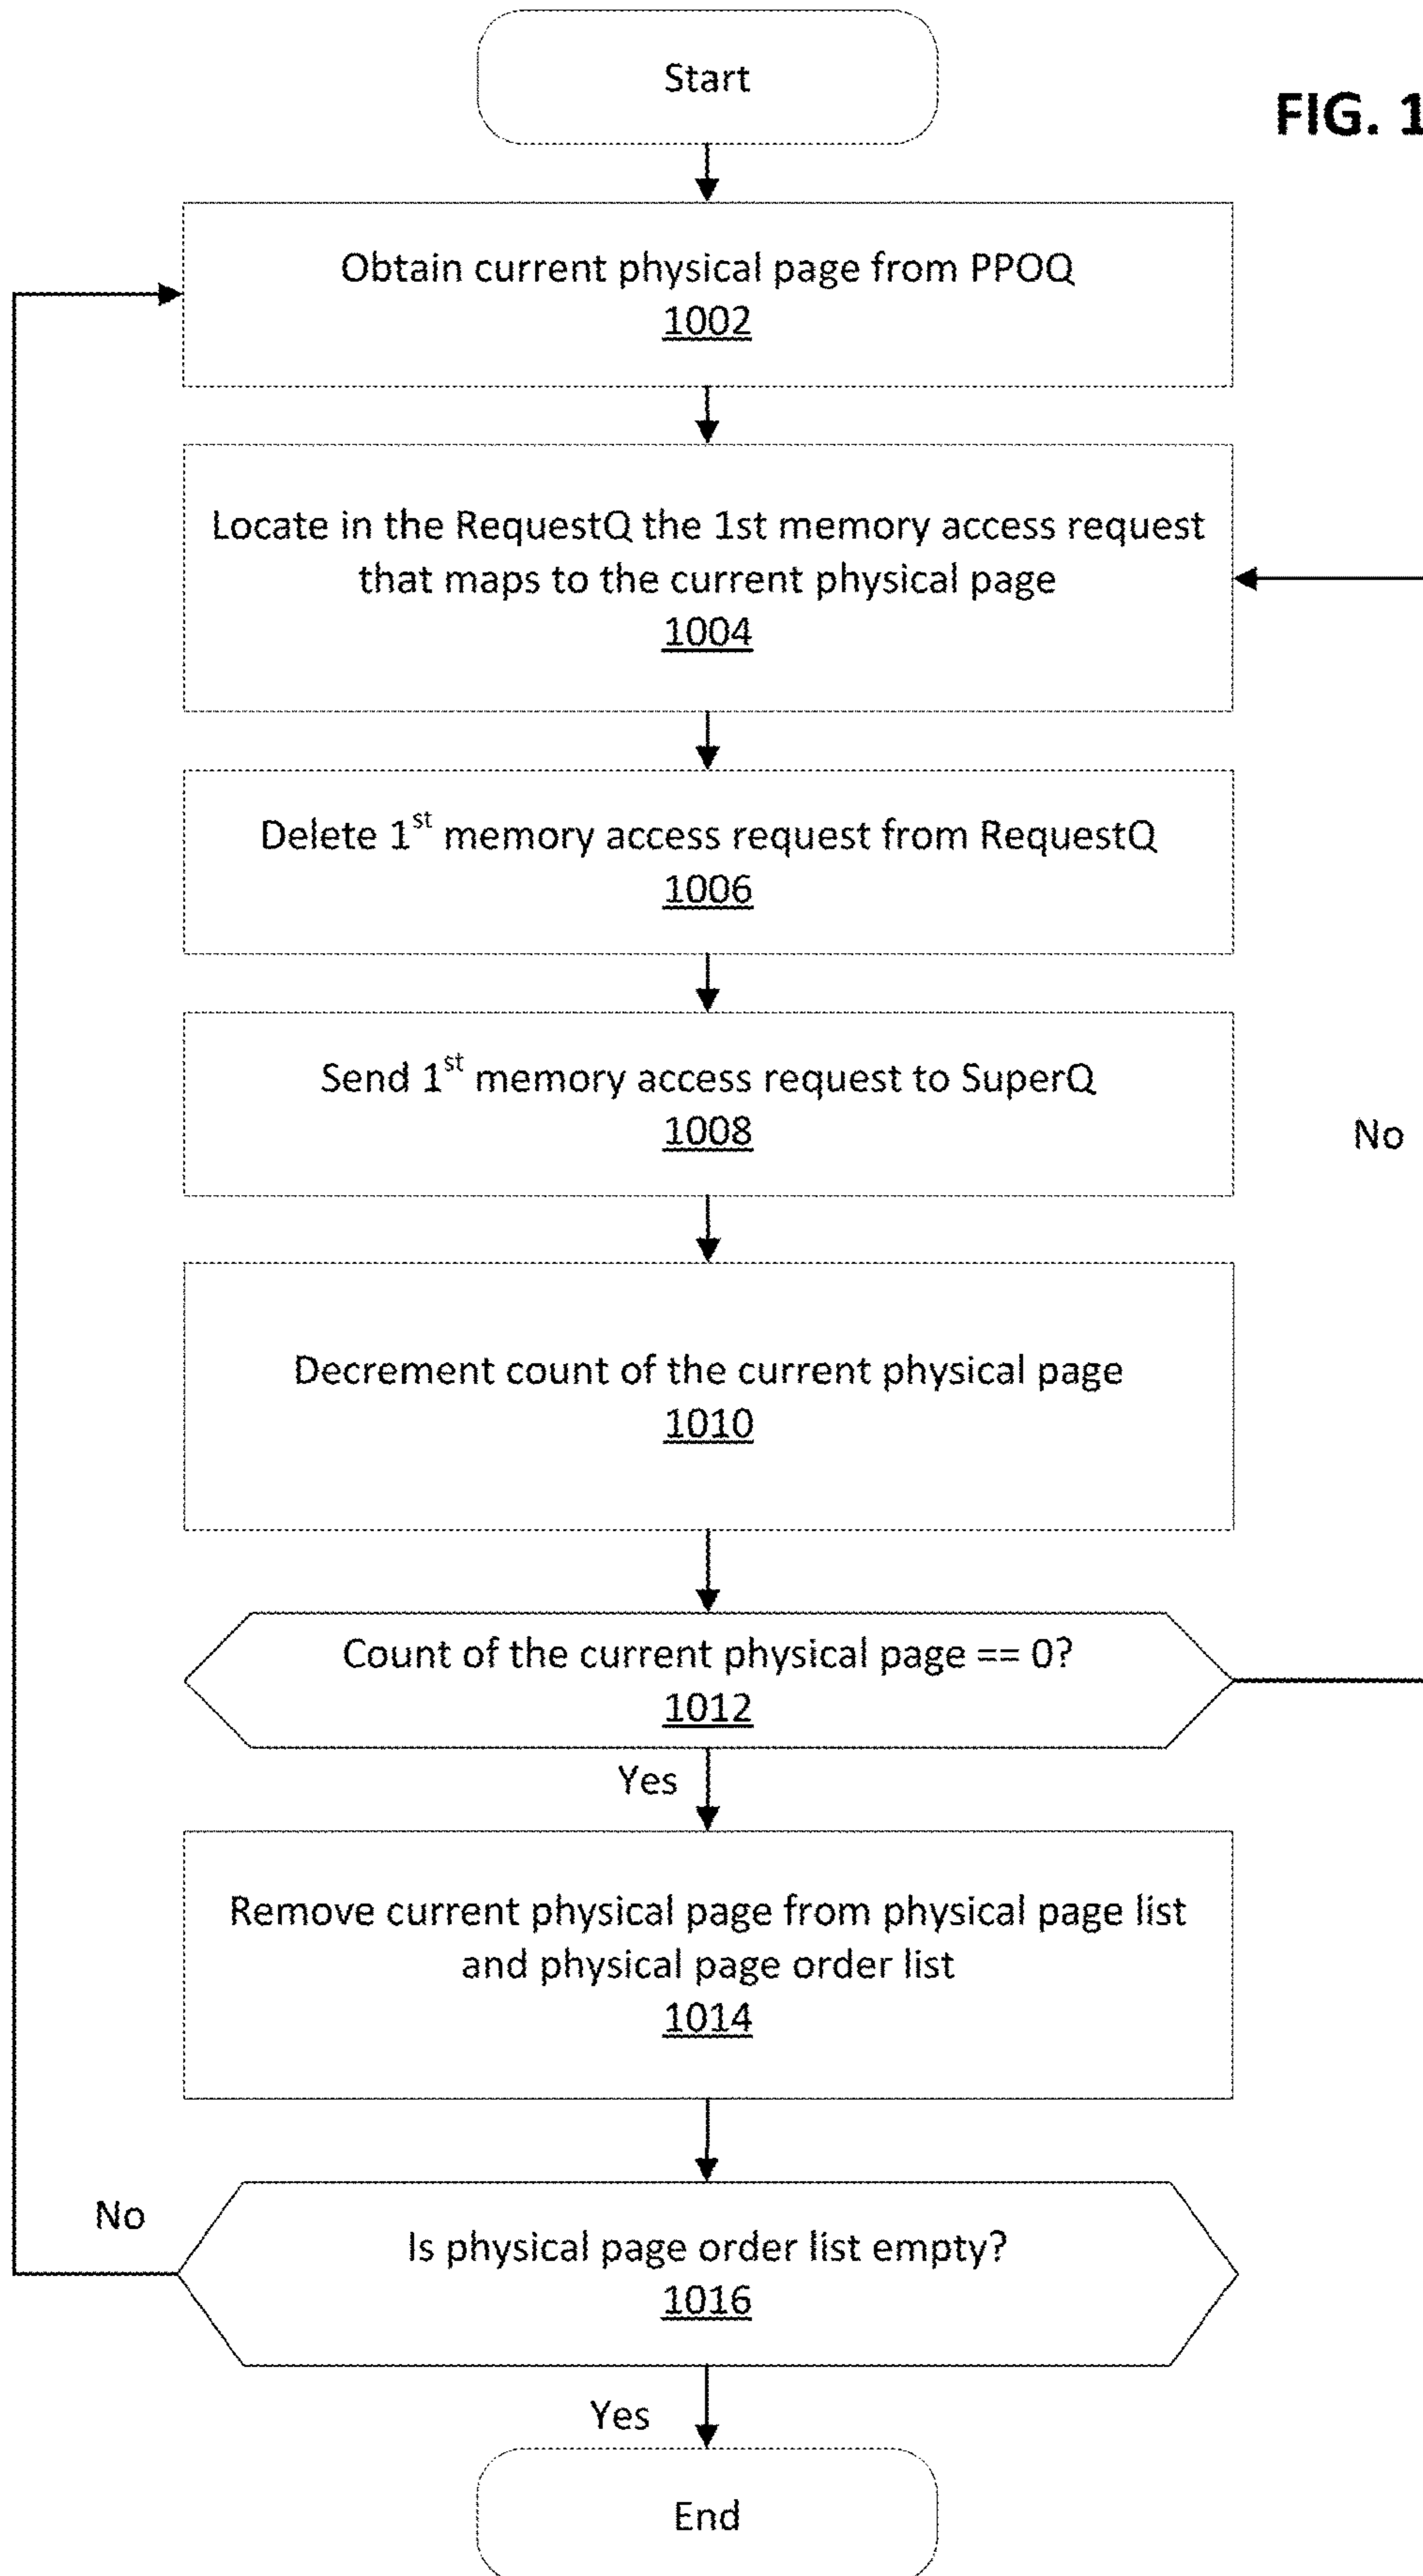 Start
FIG. 1
Obtain current physical page from PPOQ
1002
Locate in the RequestQ the 1st memory access request
that maps to the current physical page
1004
Delete 1st memory access request from RequestQ
1006
Send 1st memory access request to SuperQ
1008
No
Decrement count of the current physical page
1010
Count of the current physical page == 0?
1012
Yes
Remove current physical page from physical page list
and physical page order list
1014
No
Is physical page order list empty?
1016
Yes
End